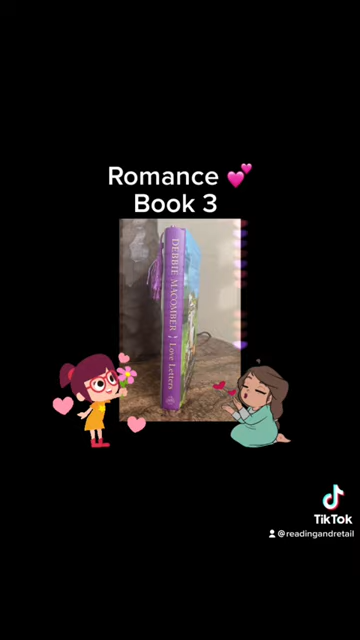 Romance 💕
Book 3
DEBBIE MACOMBER | Love Letters
TikTok
@readingandretail